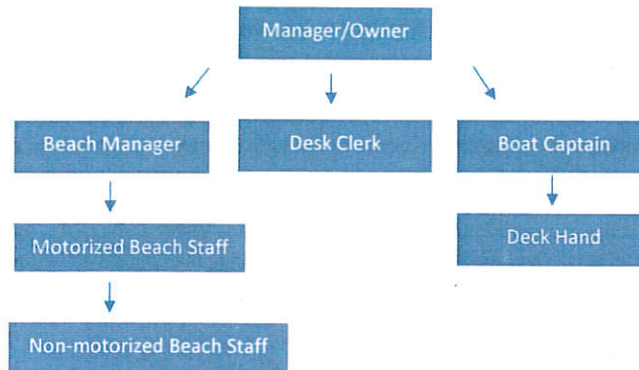 Manager/Owner
Beach Manager
Desk Clerk
Boat Captain
Motorized Beach Staff
Deck Hand
Non-motorized Beach Staff